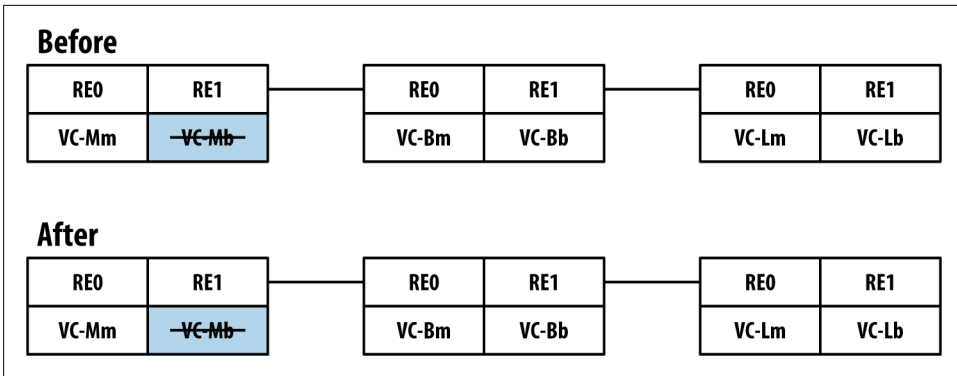 Before
RE0 RE1 RE0 RE1 RE0 RE1
VC-Mm VC-Mb VC-Bm VC-Bb VC-Lm VC-Lb
After
RE0 RE1 RE0 RE1 RE0 RE1
VC-Mm VC-Mb VC-Bm VC-Bb VC-Lm VC-Lb